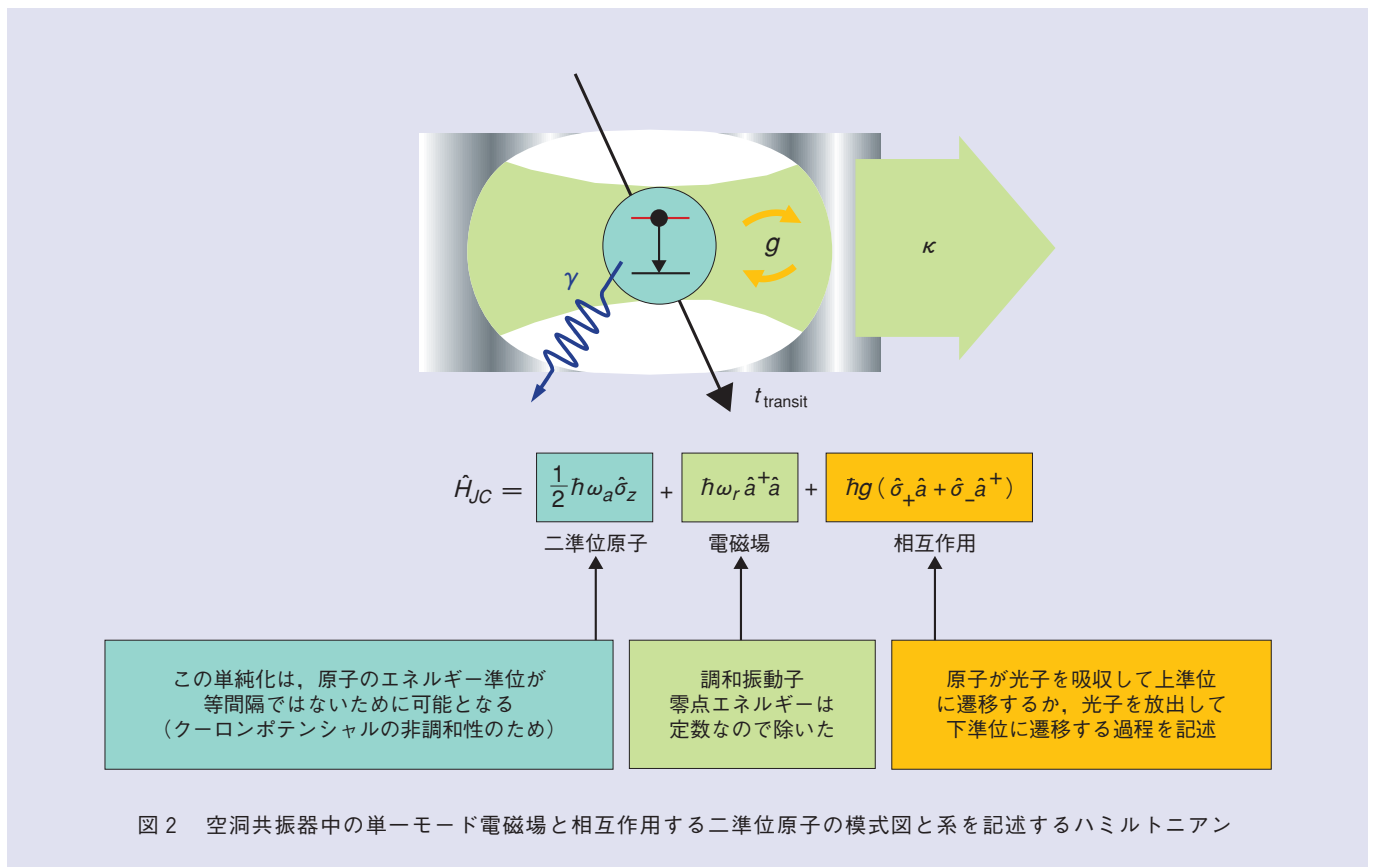 g
κ
γ
t_transit
Ĥ_JC = 1/2 ħω_a σ̂_z + ħω_r â⁺â + ħg(σ̂₊â + σ̂₋â⁺)
二準位原子 電磁場 相互作用
この単純化は，原子のエネルギー準位が
等間隔ではないために可能となる
（クーロンポテンシャルの非調和性のため）
調和振動子
零点エネルギーは
定数なので除いた
原子が光子を吸収して上準位
に遷移するか，光子を放出して
下準位に遷移する過程を記述
図2 空洞共振器中の単一モード電磁場と相互作用する二準位原子の模式図と系を記述するハミルトニアン